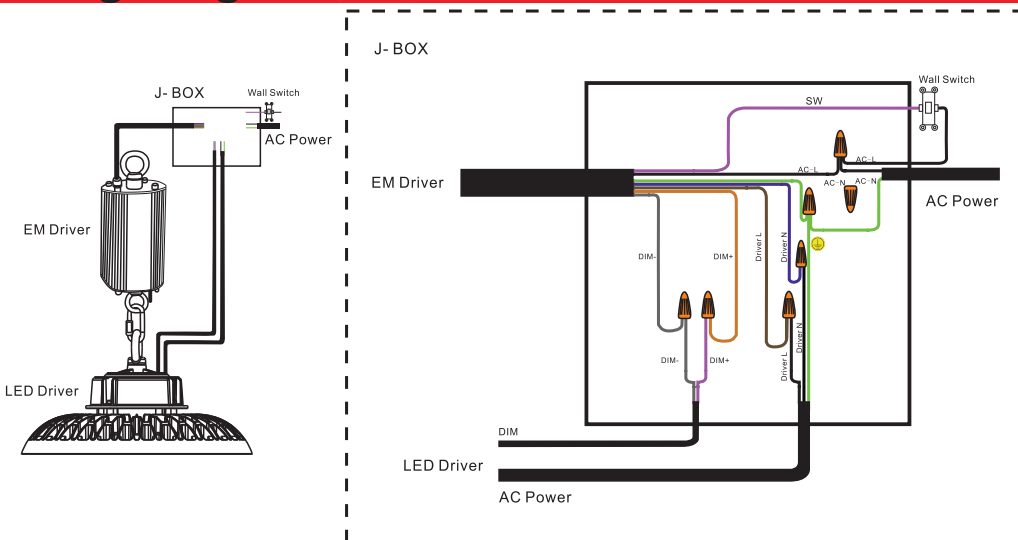 J- BOX
Wall Switch
AC Power
EM Driver
LED Driver
J- BOX
Wall Switch
SW
AC-L
AC-L
AC-N
AC-N
EM Driver
AC Power
DIM-
DIM+
Driver L
Driver N
DIM-
DIM+
Driver L
Driver N
DIM
LED Driver
AC Power